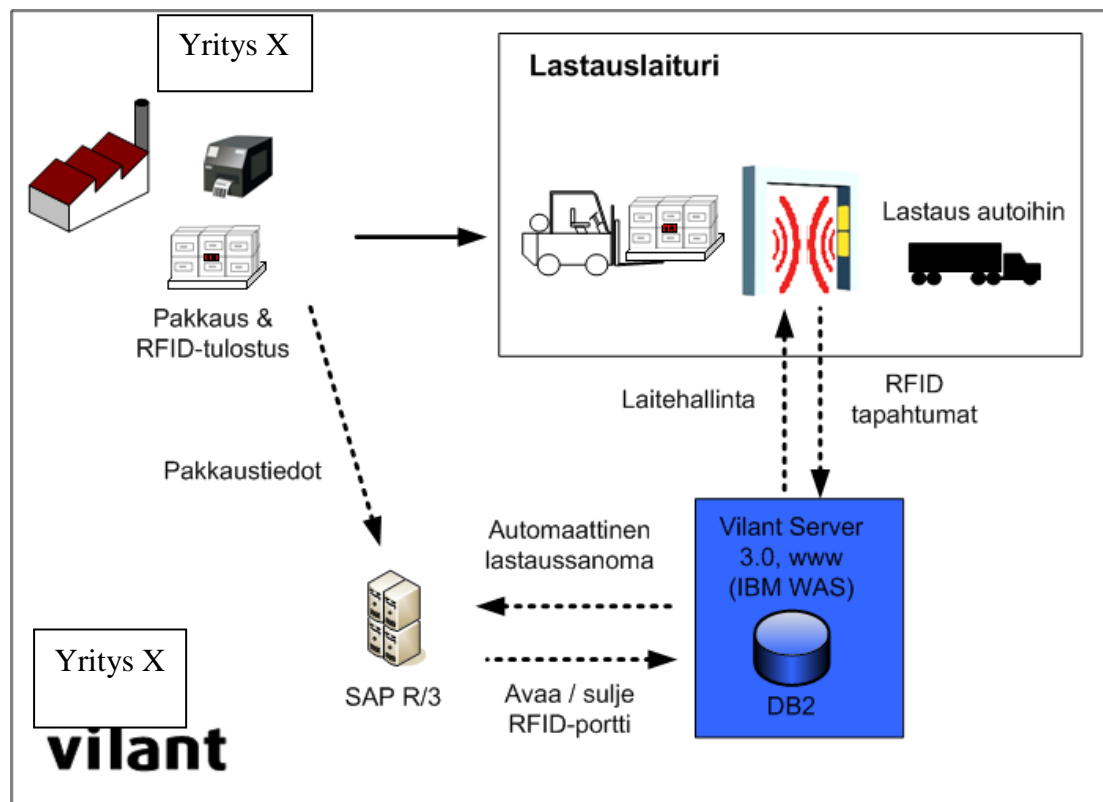 Yritys X
Lastauslaituri
Lastaus autoihin
Pakkaus &
RFID-tulostus
Laitehallinta
RFID
tapahtumat
Pakkaustiedot
Automaattinen
lastaussanoma
Vilant Server
3.0, www
(IBM WAS)
DB2
SAP R/3
Avaa / sulje
RFID-portti
Yritys X
vilant